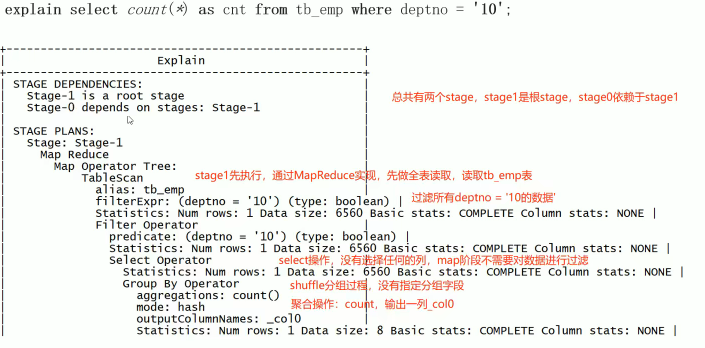 explain select count(*) as cnt from tb_emp where deptno = '10';
+------------------------------------------------+
| Explain |
+------------------------------------------------+
| STAGE DEPENDENCIES: |
| Stage-1 is a root stage | 总共有两个stage，stage1是根stage，stage0依赖于stage1
| Stage-0 depends on stages: Stage-1 |
| |
| STAGE PLANS: |
| Stage: Stage-1 |
| Map Reduce |
| Map Operator Tree: |
| TableScan stage1先执行，通过MapReduce实现，先做全表读取，读取tb_emp表
| alias: tb_emp |
| filterExpr: (deptno = '10') (type: boolean) | 过滤所有deptno = '10的数据'
| Statistics: Num rows: 1 Data size: 6560 Basic stats: COMPLETE Column stats: NONE |
| Filter Operator |
| predicate: (deptno = '10') (type: boolean) |
| Statistics: Num rows: 1 Data size: 6560 Basic stats: COMPLETE Column stats: NONE |
| Select Operator select操作，没有选择任何的列，map阶段不需要对数据进行过滤
| Statistics: Num rows: 1 Data size: 6560 Basic stats: COMPLETE Column stats: NONE |
| Group By Operator shuffle分组过程，没有指定分组字段
| aggregations: count() |
| mode: hash 聚合操作：count，输出一列_col0
| outputColumnNames: _col0 |
| Statistics: Num rows: 1 Data size: 8 Basic stats: COMPLETE Column stats: NONE |